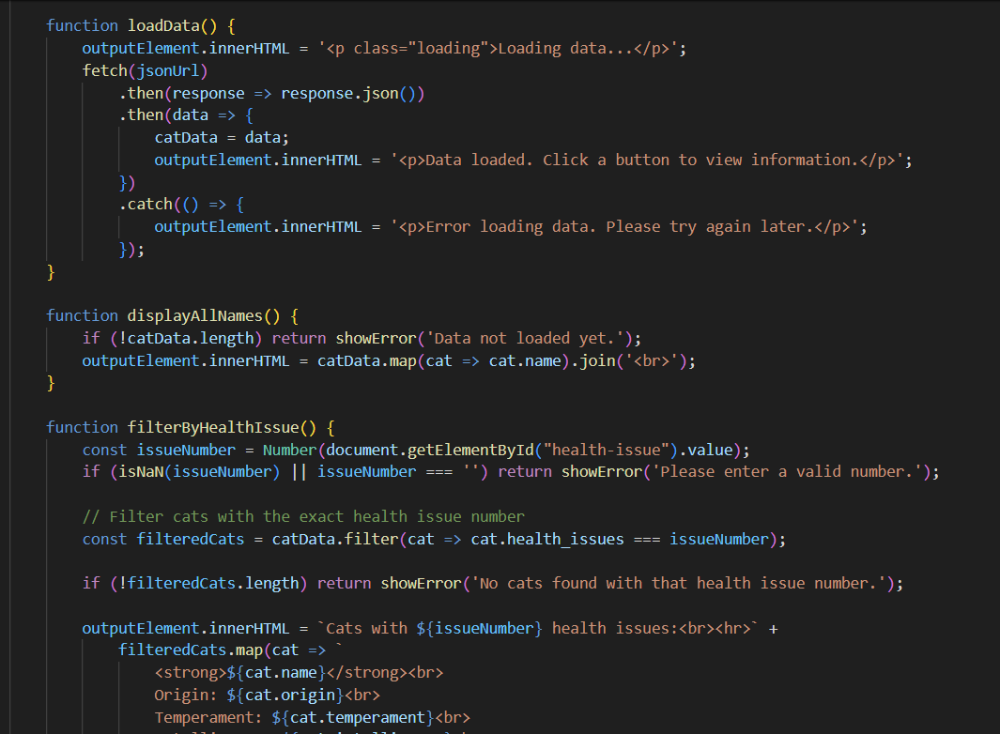 function loadData() {
outputElement.innerHTML = '<p class="loading">Loading data...</p>';
fetch(jsonUrl)
.then(response => response.json())
.then(data => {
catData = data;
outputElement.innerHTML = '<p>Data loaded. Click a button to view information.</p>';
})
.catch(() => {
outputElement.innerHTML = '<p>Error loading data. Please try again later.</p>';
});
}
function displayAllNames() {
if (!catData.length) return showError('Data not loaded yet.');
outputElement.innerHTML = catData.map(cat => cat.name).join('<br>');
}
function filterByHealthIssue() {
const issueNumber = Number(document.getElementById("health-issue").value);
if (isNaN(issueNumber) || issueNumber === '') return showError('Please enter a valid number.');
// Filter cats with the exact health issue number
const filteredCats = catData.filter(cat => cat.health_issues === issueNumber);
if (!filteredCats.length) return showError('No cats found with that health issue number.');
outputElement.innerHTML = `Cats with ${issueNumber} health issues:<br><hr>` +
filteredCats.map(cat => `
<strong>${cat.name}</strong><br>
Origin: ${cat.origin}<br>
Temperament: ${cat.temperament}<br>